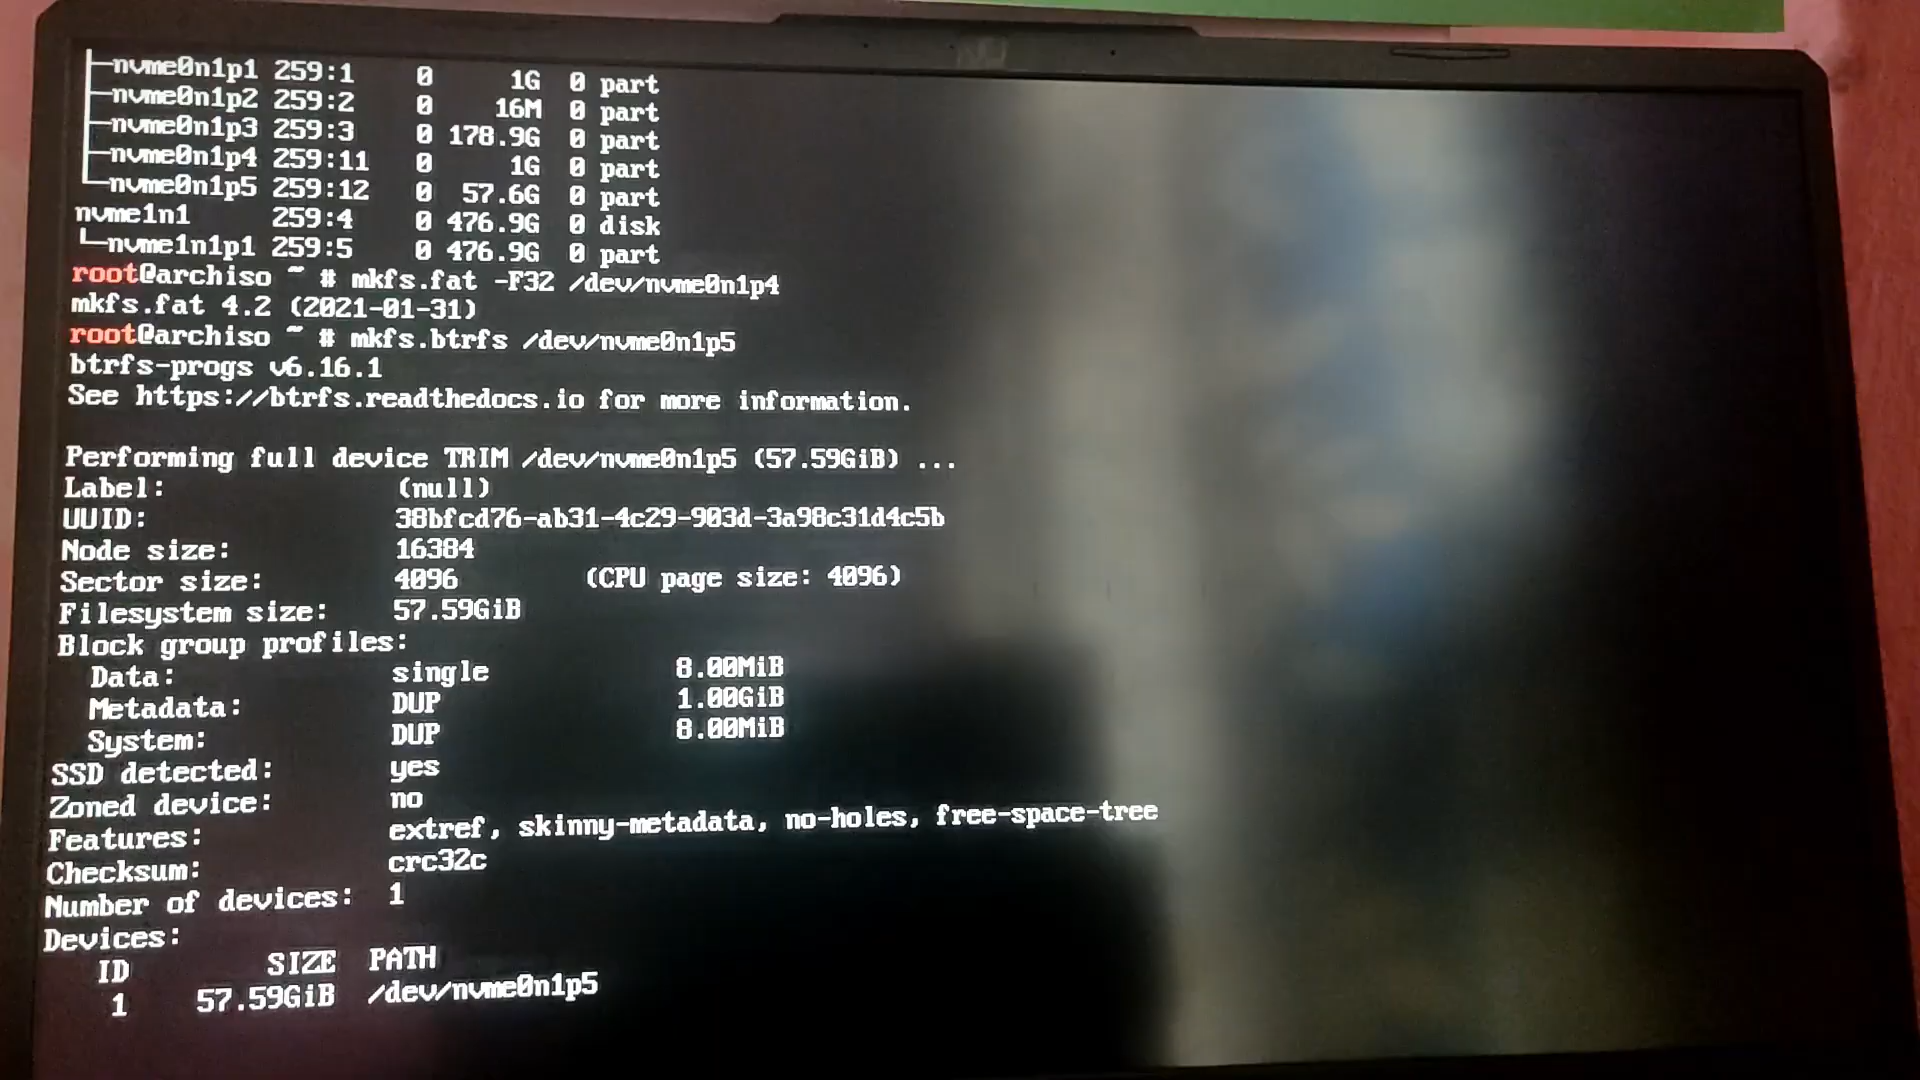 ├─nvme0n1p1 259:1 0 1G 0 part
├─nvme0n1p2 259:2 0 16M 0 part
├─nvme0n1p3 259:3 0 178.9G 0 part
├─nvme0n1p4 259:11 0 1G 0 part
└─nvme0n1p5 259:12 0 57.6G 0 part
nvme1n1 259:4 0 476.9G 0 disk
└─nvme1n1p1 259:5 0 476.9G 0 part
root@archiso ~ # mkfs.fat -F32 /dev/nvme0n1p4
mkfs.fat 4.2 (2021-01-31)
root@archiso ~ # mkfs.btrfs /dev/nvme0n1p5
btrfs-progs v6.16.1
See https://btrfs.readthedocs.io for more information.
Performing full device TRIM /dev/nvme0n1p5 (57.59GiB) ...
Label: (null)
UUID: 38bfcd76-ab31-4c29-903d-3a98c31d4c5b
Node size: 16384
Sector size: 4096 (CPU page size: 4096)
Filesystem size: 57.59GiB
Block group profiles:
Data: single 8.00MiB
Metadata: DUP 1.00GiB
System: DUP 8.00MiB
SSD detected: yes
Zoned device: no
Features: extref, skinny-metadata, no-holes, free-space-tree
Checksum: crc32c
Number of devices: 1
Devices:
ID SIZE PATH
1 57.59GiB /dev/nvme0n1p5